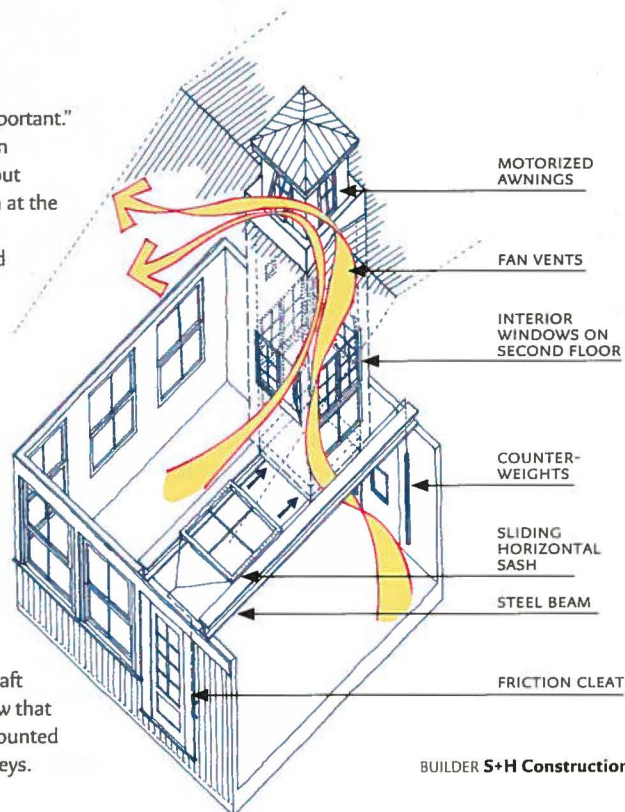 portant.”
n
out
at the
d
aft
w that
ounted
eys.
MOTORIZED
AWNINGS
FAN VENTS
INTERIOR
WINDOWS ON
SECOND FLOOR
COUNTER-
WEIGHTS
SLIDING
HORIZONTAL
SASH
STEEL BEAM
FRICTION CLEAT
BUILDER S+H Construction